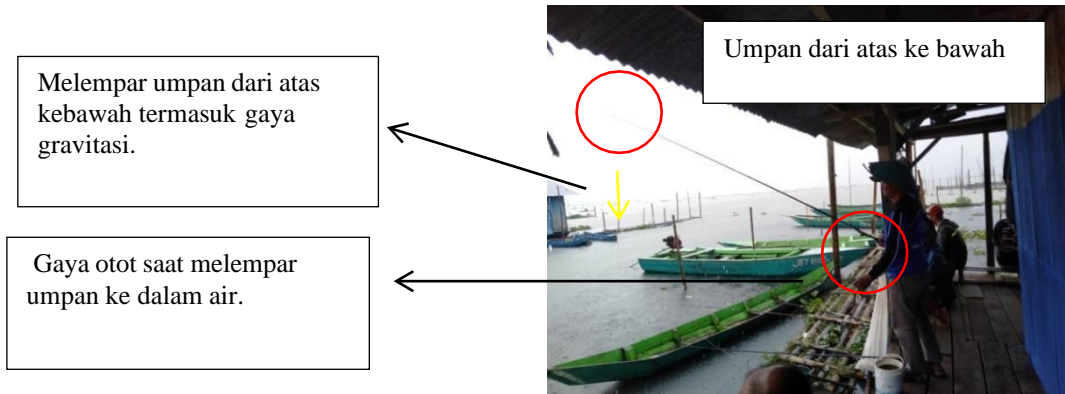 Umpan dari atas ke bawah
Melempar umpan dari atas
kebawah termasuk gaya
gravitasi.
Gaya otot saat melempar
umpan ke dalam air.